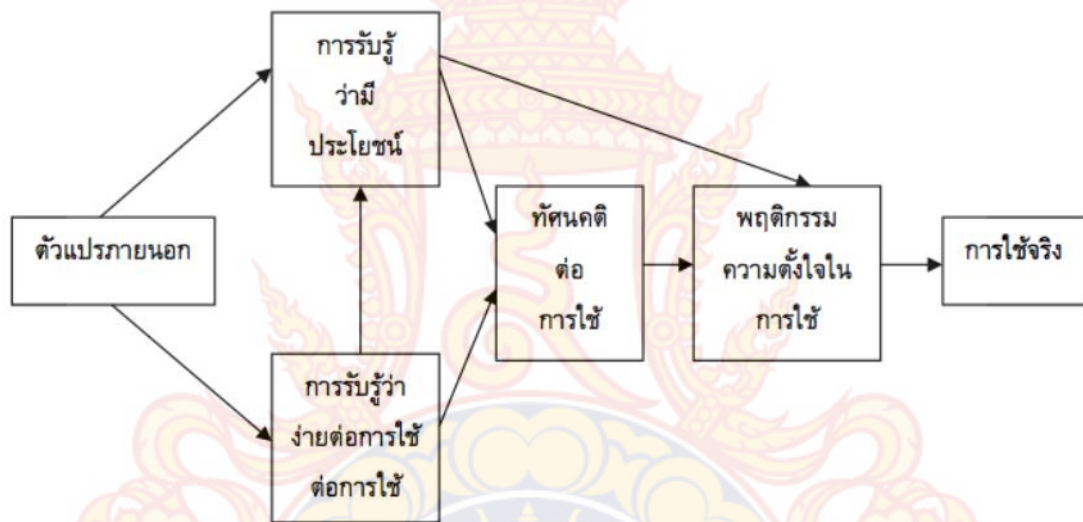 การรับรู้
ว่ามี
ประโยชน์
ตัวแปรภายนอก
การรับรู้ว่า
ง่ายต่อการใช้
ต่อการใช้
ทัศนคติ
ต่อ
การใช้
พฤติกรรม
ความตั้งใจใน
การใช้
การใช้จริง